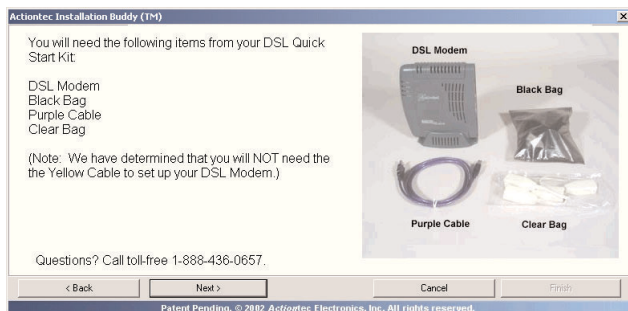 Actiontec Installation Buddy (TM)
You will need the following items from your DSL Quick
Start Kit:
DSL Modem
Black Bag
Purple Cable
Clear Bag
(Note: We have determined that you will NOT need the
the Yellow Cable to set up your DSL Modem.)
Questions? Call toll-free 1-888-436-0657.
DSL Modem
Black Bag
Purple Cable
Clear Bag
< Back
Next >
Cancel
Finish
Patent Pending. © 2002 Actiontec Electronics, Inc. All rights reserved.